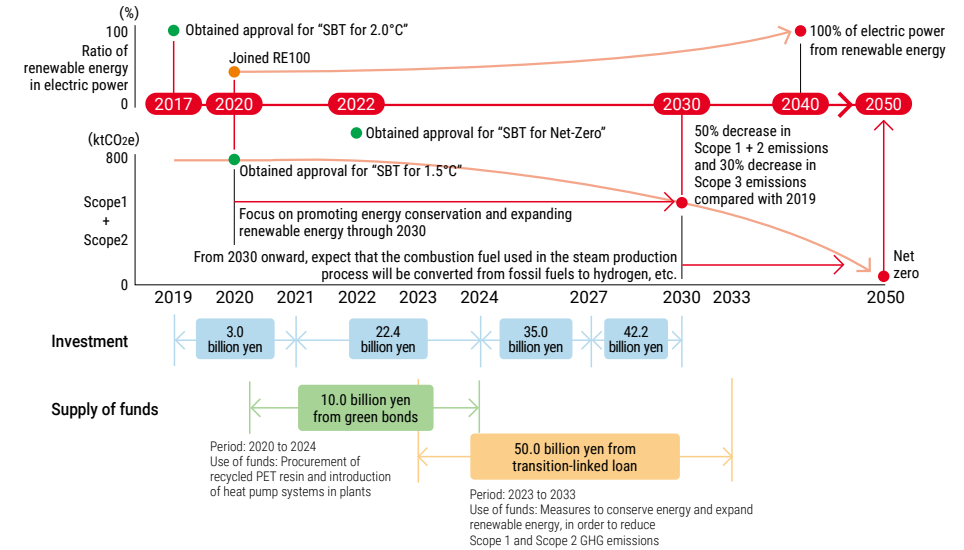 (%)
100
Ratio of
renewable energy
in electric power
0
Obtained approval for “SBT for 2.0°C”
Joined RE100
100% of electric power
from renewable energy
2017
2020
2022
2030
2040
2050
Obtained approval for “SBT for Net-Zero”
50% decrease in
Scope 1 + 2 emissions
and 30% decrease in
Scope 3 emissions
compared with 2019
(ktCO2e)
800
Scope1
+
Scope2
0
Obtained approval for “SBT for 1.5°C”
Focus on promoting energy conservation and expanding
renewable energy through 2030
From 2030 onward, expect that the combustion fuel used in the steam production
process will be converted from fossil fuels to hydrogen, etc.
Net
zero
2019
2020
2021
2022
2023
2024
2027
2030
2033
2050
Investment
3.0
billion yen
22.4
billion yen
35.0
billion yen
42.2
billion yen
Supply of funds
10.0 billion yen
from green bonds
Period: 2020 to 2024
Use of funds: Procurement of
recycled PET resin and introduction
of heat pump systems in plants
50.0 billion yen from
transition-linked loan
Period: 2023 to 2033
Use of funds: Measures to conserve energy and expand
renewable energy, in order to reduce
Scope 1 and Scope 2 GHG emissions